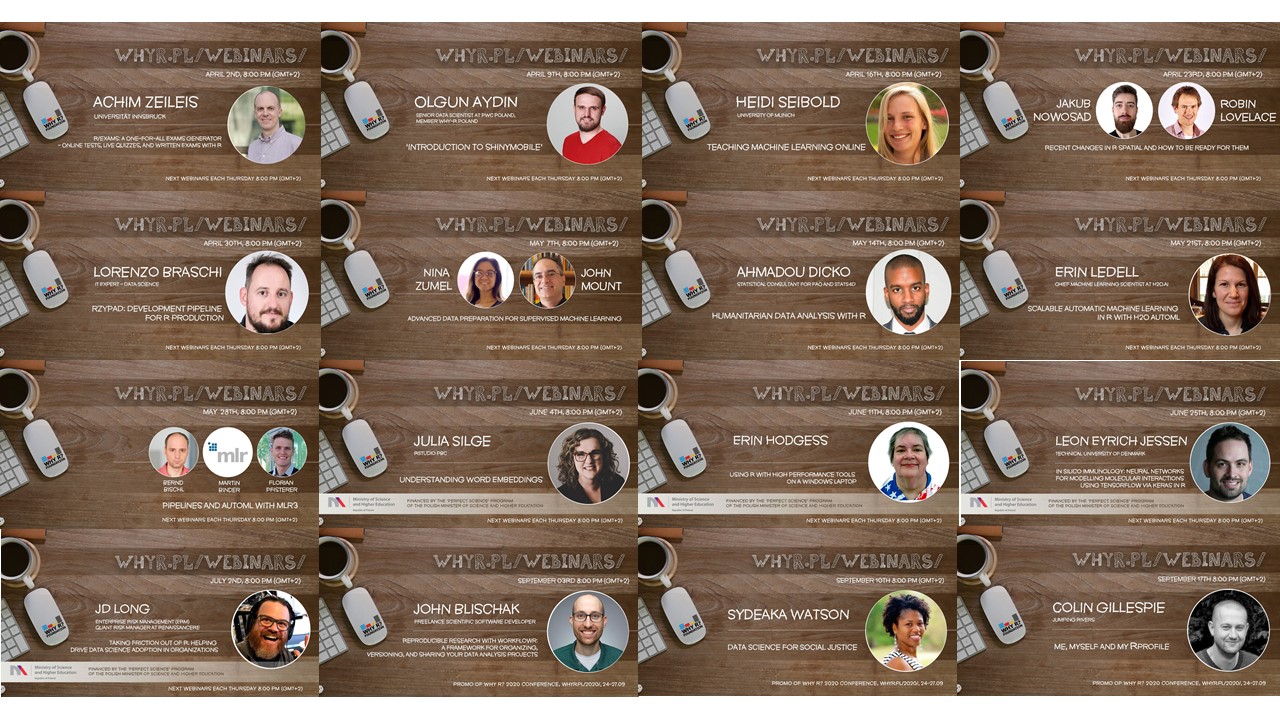 WHYR.PL/WEBINARS/
APRIL 2ND, 8:00 PM (GMT+2)
ACHIM ZEILEIS
UNIVERSITÄT INNSBRUCK
R/EXAMS: A ONE-FOR-ALL EXAMS GENERATOR
- ONLINE TESTS, LIVE QUIZZES, AND WRITTEN EXAMS WITH R
WHY R?
NEXT WEBINARS EACH THURSDAY 8:00 PM (GMT+2)
WHYR.PL/WEBINARS/
APRIL 9TH, 8:00 PM (GMT+2)
OLGUN AYDIN
SENIOR DATA SCIENTIST AT PWC POLAND,
MEMBER WHY-R POLAND
'INTRODUCTION TO SHINYMOBILE'
WHY R?
NEXT WEBINARS EACH THURSDAY 8:00 PM (GMT+2)
WHYR.PL/WEBINARS/
APRIL 16TH, 8:00 PM (GMT+2)
HEIDI SEIBOLD
UNIVERSITY OF MUNICH
TEACHING MACHINE LEARNING ONLINE
WHY R?
NEXT WEBINARS EACH THURSDAY 8:00 PM (GMT+2)
WHYR.PL/WEBINARS/
APRIL 23RD, 8:00 PM (GMT+2)
JAKUB
NOWOSAD
ROBIN
LOVELACE
RECENT CHANGES IN R SPATIAL AND HOW TO BE READY FOR THEM
WHY R?
NEXT WEBINARS EACH THURSDAY 8:00 PM (GMT+2)
WHYR.PL/WEBINARS/
APRIL 30TH, 8:00 PM (GMT+2)
LORENZO BRASCHI
IT EXPERT - DATA SCIENCE
RZYPAD: DEVELOPMENT PIPELINE
FOR R PRODUCTION
WHY R?
NEXT WEBINARS EACH THURSDAY 8:00 PM (GMT+2)
WHYR.PL/WEBINARS/
MAY 7TH, 8:00 PM (GMT+2)
NINA
ZUMEL
JOHN
MOUNT
ADVANCED DATA PREPARATION FOR SUPERVISED MACHINE LEARNING
WHY R?
NEXT WEBINARS EACH THURSDAY 8:00 PM (GMT+2)
WHYR.PL/WEBINARS/
MAY 14TH, 8:00 PM (GMT+2)
AHMADOU DICKO
STATISTICAL CONSULTANT FOR FAO AND STATS4D
HUMANITARIAN DATA ANALYSIS WITH R
WHY R?
NEXT WEBINARS EACH THURSDAY 8:00 PM (GMT+2)
WHYR.PL/WEBINARS/
MAY 21ST, 8:00 PM (GMT+2)
ERIN LEDELL
CHIEF MACHINE LEARNING SCIENTIST AT H2O.AI
SCALABLE AUTOMATIC MACHINE LEARNING
IN R WITH H2O AUTOML
WHY R?
NEXT WEBINARS EACH THURSDAY 8:00 PM (GMT+2)
WHYR.PL/WEBINARS/
MAY 28TH, 8:00 PM (GMT+2)
mlr
BERND
BISCHL
MARTIN
BINDER
FLORIAN
PFISTERER
PIPELINES AND AUTOML WITH MLR3
WHY R?
NEXT WEBINARS EACH THURSDAY 8:00 PM (GMT+2)
WHYR.PL/WEBINARS/
JUNE 4TH, 8:00 PM (GMT+2)
JULIA SILGE
RSTUDIO PBC
UNDERSTANDING WORD EMBEDDINGS
WHY R?
Ministry of Science
and Higher Education
Republic of Poland
FINANCED BY THE 'PERFECT SCIENCE' PROGRAM
OF THE POLISH MINISTER OF SCIENCE AND HIGHER EDUCATION
NEXT WEBINARS EACH THURSDAY 8:00 PM (GMT+2)
WHYR.PL/WEBINARS/
JUNE 11TH, 8:00 PM (GMT+2)
ERIN HODGESS
USING R WITH HIGH PERFORMANCE TOOLS
ON A WINDOWS LAPTOP
WHY R?
Ministry of Science
and Higher Education
Republic of Poland
FINANCED BY THE 'PERFECT SCIENCE' PROGRAM
OF THE POLISH MINISTER OF SCIENCE AND HIGHER EDUCATION
NEXT WEBINARS EACH THURSDAY 8:00 PM (GMT+2)
WHYR.PL/WEBINARS/
JUNE 25TH, 8:00 PM (GMT+2)
LEON EYRICH JESSEN
TECHNICAL UNIVERSITY OF DENMARK
IN SILICO IMMUNOLOGY: NEURAL NETWORKS
FOR MODELLING MOLECULAR INTERACTIONS
USING TENSORFLOW VIA KERAS IN R
WHY R?
Ministry of Science
and Higher Education
Republic of Poland
FINANCED BY THE 'PERFECT SCIENCE' PROGRAM
OF THE POLISH MINISTER OF SCIENCE AND HIGHER EDUCATION
NEXT WEBINARS EACH THURSDAY 8:00 PM (GMT+2)
WHYR.PL/WEBINARS/
JULY 2ND, 8:00 PM (GMT+2)
JD LONG
ENTERPRISE RISK MANAGEMENT (ERM)
QUANT RISK MANAGER AT RENAISSANCERE
TAKING FRICTION OUT OF R: HELPING
DRIVE DATA SCIENCE ADOPTION IN ORGANIZATIONS
WHY R?
Ministry of Science
and Higher Education
Republic of Poland
FINANCED BY THE 'PERFECT SCIENCE' PROGRAM
OF THE POLISH MINISTER OF SCIENCE AND HIGHER EDUCATION
NEXT WEBINARS EACH THURSDAY 8:00 PM (GMT+2)
WHYR.PL/WEBINARS/
SEPTEMBER 03RD 8:00 PM (GMT+2)
JOHN BLISCHAK
FREELANCE SCIENTIFIC SOFTWARE DEVELOPER
REPRODUCIBLE RESEARCH WITH WORKFLOWR:
A FRAMEWORK FOR ORGANIZING,
VERSIONING, AND SHARING YOUR DATA ANALYSIS PROJECTS
WHY R?
PROMO OF WHY R? 2020 CONFERENCE, WHYR.PL/2020/, 24-27.09
WHYR.PL/WEBINARS/
SEPTEMBER 10TH 8:00 PM (GMT+2)
SYDEAKA WATSON
DATA SCIENCE FOR SOCIAL JUSTICE
WHY R?
PROMO OF WHY R? 2020 CONFERENCE, WHYR.PL/2020/, 24-27.09
WHYR.PL/WEBINARS/
SEPTEMBER 17TH 8:00 PM (GMT+2)
COLIN GILLESPIE
JUMPING RIVERS
ME, MYSELF AND MY RPROFILE
WHY R?
PROMO OF WHY R? 2020 CONFERENCE, WHYR.PL/2020/, 24-27.09